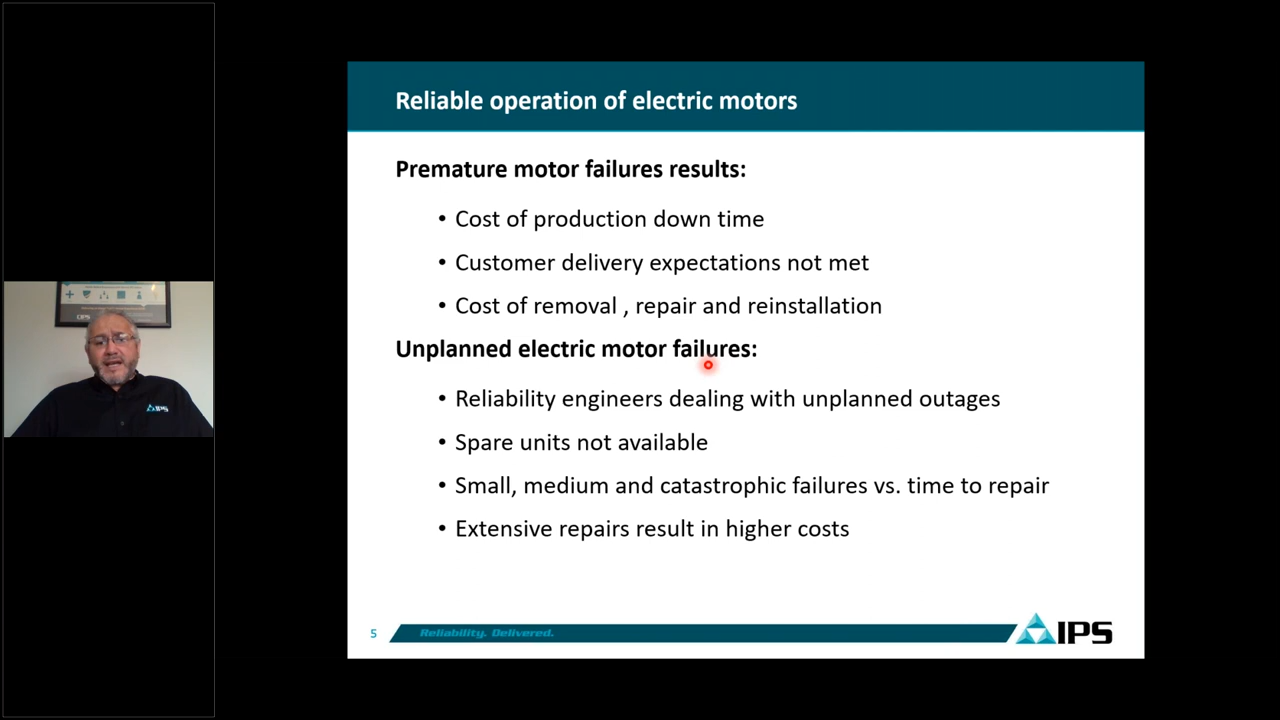 Reliable operation of electric motors
Premature motor failures results:
• Cost of production down time
• Customer delivery expectations not met
• Cost of removal , repair and reinstallation
Unplanned electric motor failures:
• Reliability engineers dealing with unplanned outages
• Spare units not available
• Small, medium and catastrophic failures vs. time to repair
• Extensive repairs result in higher costs
5
Reliability. Delivered.
IPS
IPS
IPS